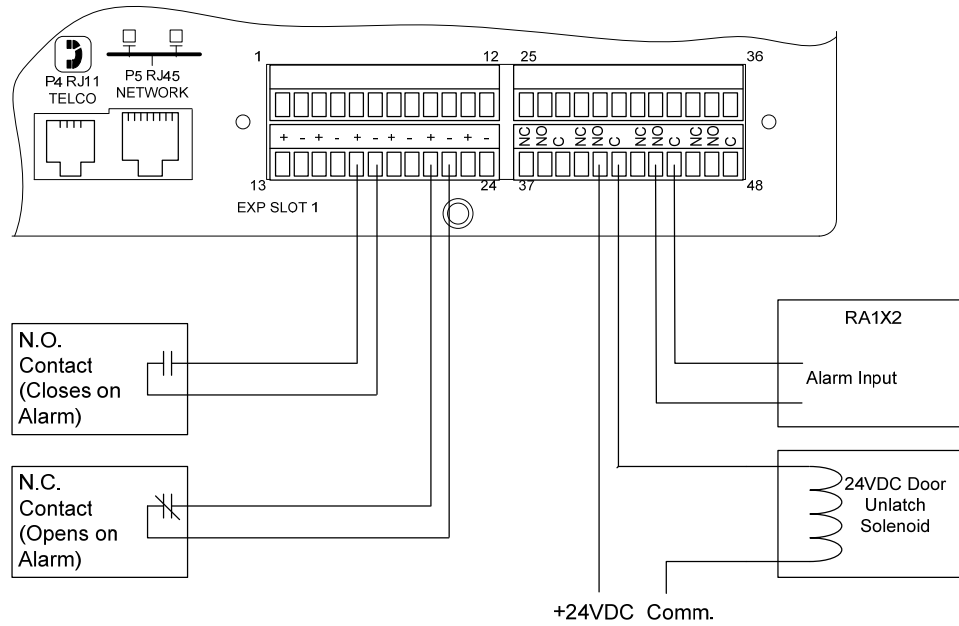 P4 RJ11
TELCO
P5 RJ45
NETWORK
1 12 25 36
+ - + - + - + - + - + -
NC NO C NC NO C NC NO C NC NO C
13 24 37 48
EXP SLOT 1
N.O.
Contact
(Closes on
Alarm)
N.C.
Contact
(Opens on
Alarm)
RA1X2
Alarm Input
24VDC Door
Unlatch
Solenoid
+24VDC Comm.